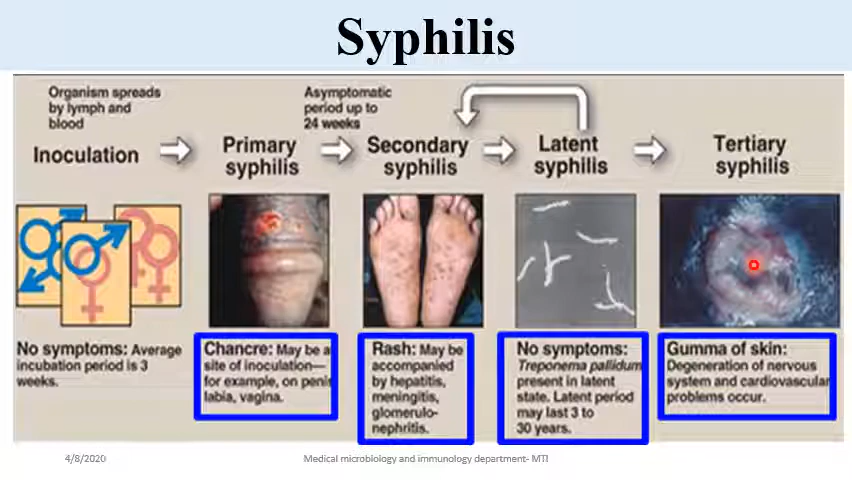 Syphilis
Organism spreads
by lymph and
blood
Asymptomatic
period up to
24 weeks
Inoculation
Primary
syphilis
Secondary
syphilis
Latent
syphilis
Tertiary
syphilis
No symptoms: Average
incubation period is 3
weeks.
Chancre: May be a
site of inoculation—
for example, on penis
labia, vagina.
Rash: May be
accompanied
by hepatitis,
meningitis,
glomerulo-
nephritis.
No symptoms:
Treponema pallidum
present in latent
state. Latent period
may last 3 to
30 years.
Gumma of skin:
Degeneration of nervous
system and cardiovascular
problems occur.
4/8/2020
Medical microbiology and immunology department- MTI